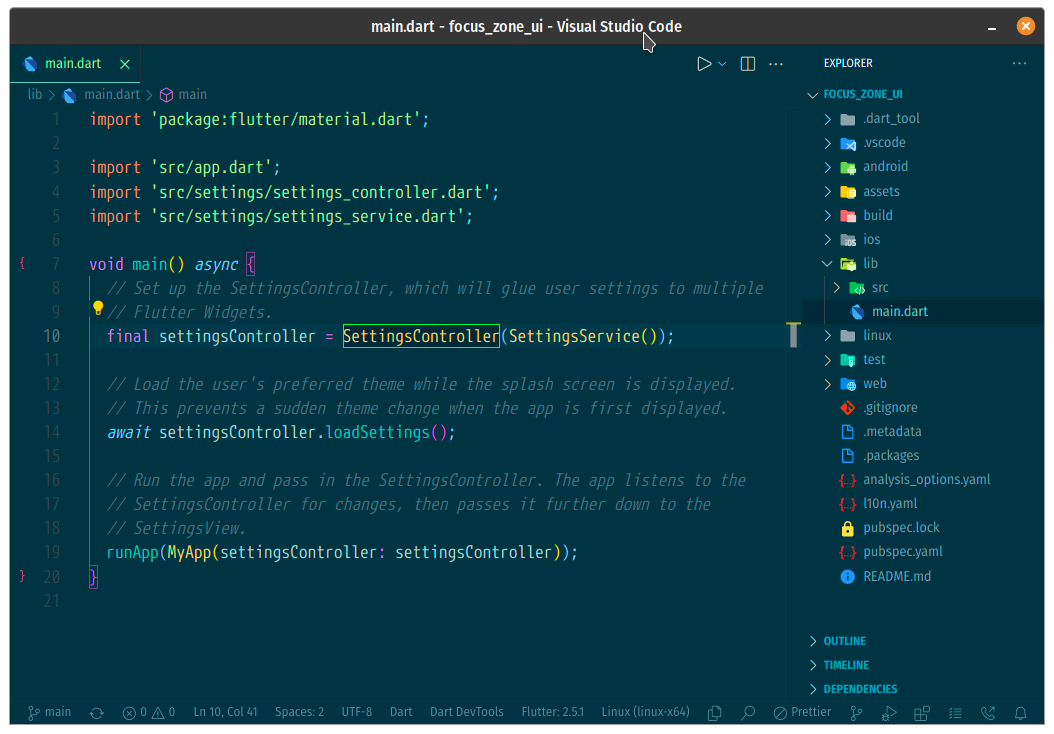 main.dart - focus_zone_ui - Visual Studio Code
main.dart
lib > main.dart > main
1 import 'package:flutter/material.dart';
2
3 import 'src/app.dart';
4 import 'src/settings/settings_controller.dart';
5 import 'src/settings/settings_service.dart';
6
7 void main() async {
8 // Set up the SettingsController, which will glue user settings to multiple
9 // Flutter Widgets.
10 final settingsController = SettingsController(SettingsService());
11
12 // Load the user's preferred theme while the splash screen is displayed.
13 // This prevents a sudden theme change when the app is first displayed.
14 await settingsController.loadSettings();
15
16 // Run the app and pass in the SettingsController. The app listens to the
17 // SettingsController for changes, then passes it further down to the
18 // SettingsView.
19 runApp(MyApp(settingsController: settingsController));
20 }
21
EXPLORER
FOCUS_ZONE_UI
.dart_tool
.vscode
android
assets
build
ios
lib
src
main.dart
linux
test
web
.gitignore
.metadata
.packages
analysis_options.yaml
l10n.yaml
pubspec.lock
pubspec.yaml
README.md
OUTLINE
TIMELINE
DEPENDENCIES
main 0 0 Ln 10, Col 41 Spaces: 2 UTF-8 Dart Dart DevTools Flutter: 2.5.1 Linux (linux-x64) Prettier